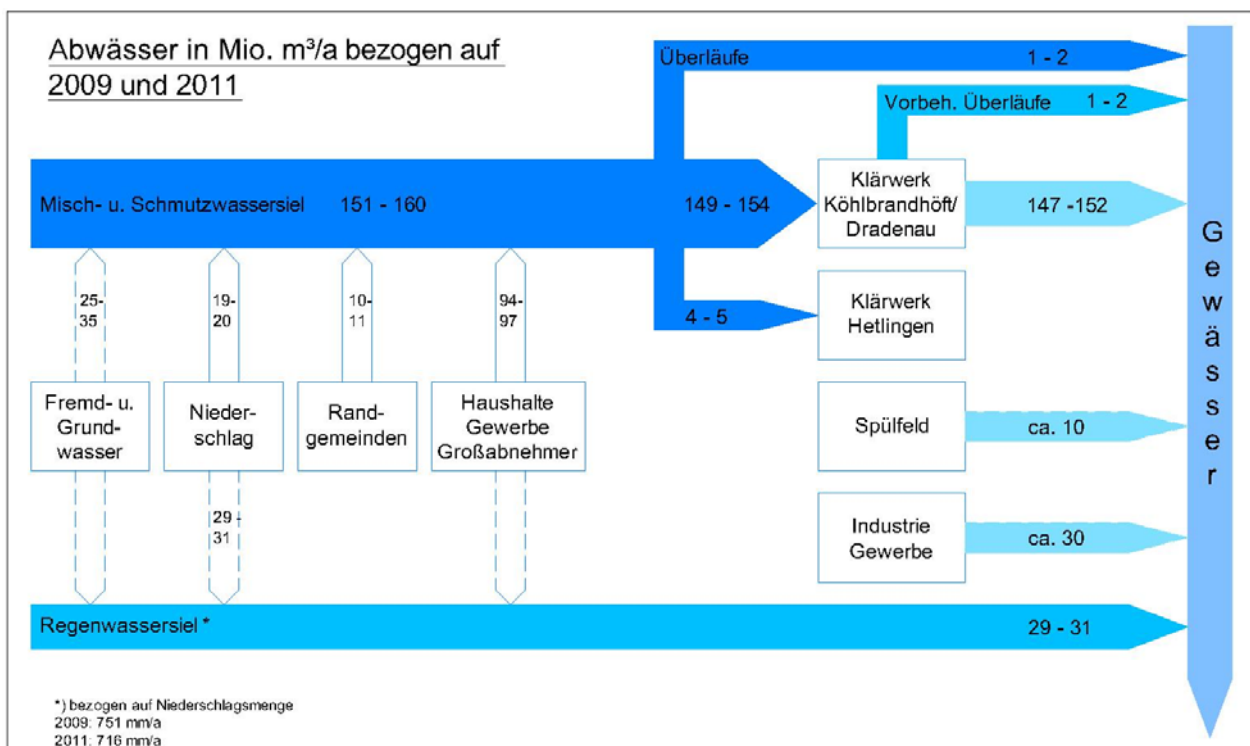 Abwässer in Mio. m³/a bezogen auf
2009 und 2011
Überläufe 1 - 2
Vorbeh. Überläufe 1 - 2
Misch- u. Schmutzwassersiel 151 - 160 149 - 154
Klärwerk
Köhlbrandhöft/
Dradenau
147 -152
4 - 5
Klärwerk
Hetlingen
25-
35
19-
20
10-
11
94-
97
Fremd- u.
Grund-
wasser
Nieder-
schlag
Rand-
gemeinden
Haushalte
Gewerbe
Großabnehmer
Spülfeld
ca. 10
29 -
31
Industrie
Gewerbe
ca. 30
Regenwassersiel * 29 - 31
Gewässer
*) bezogen auf Niederschlagsmenge
2009: 751 mm/a
2011: 716 mm/a